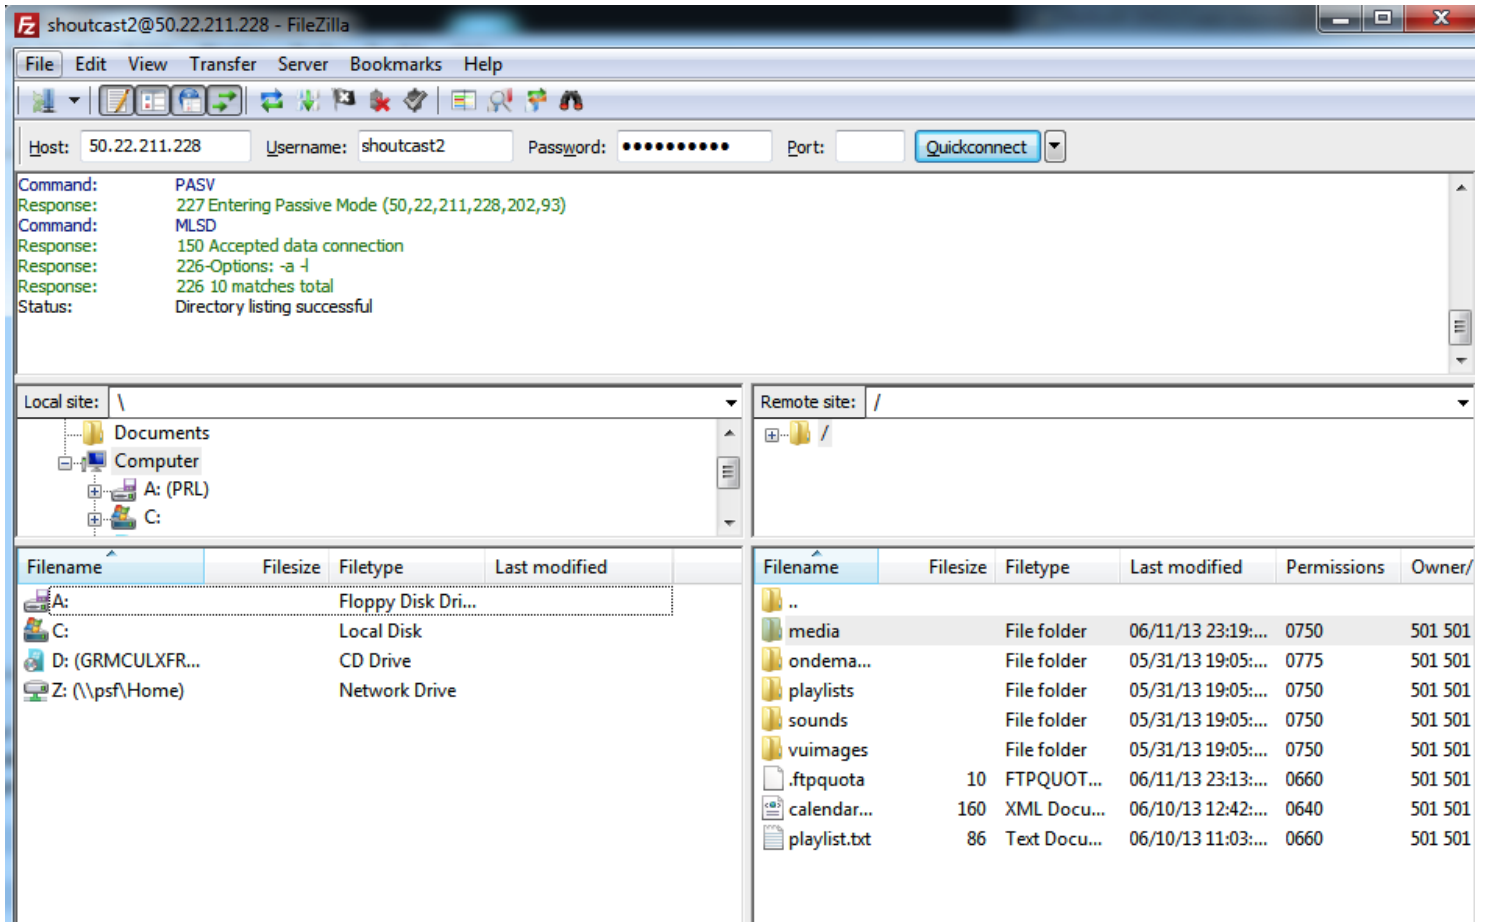 shoutcast2@50.22.211.228 - FileZilla
File Edit View Transfer Server Bookmarks Help
Host: 50.22.211.228 Username: shoutcast2 Password: ●●●●●●●●●● Port: Quickconnect
Command: PASV
Response: 227 Entering Passive Mode (50,22,211,228,202,93)
Command: MLSD
Response: 150 Accepted data connection
Response: 226-Options: -a -l
Response: 226 10 matches total
Status: Directory listing successful
Local site: \
Documents
Computer
A: (PRL)
C:
Remote site: /
/
Filename Filesize Filetype Last modified
A: Floppy Disk Dri...
C: Local Disk
D: (GRMCULXFR... CD Drive
Z: (\\psf\Home) Network Drive
Filename Filesize Filetype Last modified Permissions Owner/
..
media File folder 06/11/13 23:19:... 0750 501 501
ondema... File folder 05/31/13 19:05:... 0775 501 501
playlists File folder 05/31/13 19:05:... 0750 501 501
sounds File folder 05/31/13 19:05:... 0750 501 501
vuimages File folder 05/31/13 19:05:... 0750 501 501
.ftpquota 10 FTPQUOT... 06/11/13 23:13:... 0660 501 501
calendar... 160 XML Docu... 06/10/13 12:42:... 0640 501 501
playlist.txt 86 Text Docu... 06/10/13 11:03:... 0660 501 501